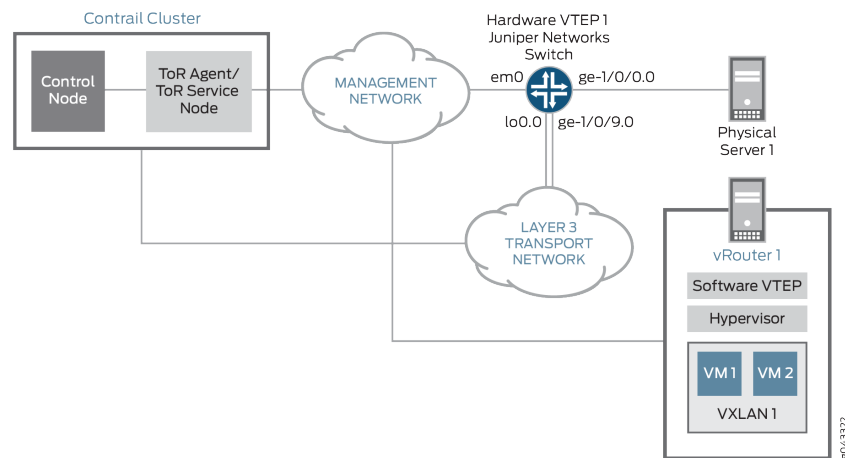 Contrail Cluster
Control
Node
ToR Agent/
ToR Service
Node
MANAGEMENT
NETWORK
Hardware VTEP 1
Juniper Networks
Switch
em0
ge-1/0/0.0
lo0.0
ge-1/0/9.0
Physical
Server 1
LAYER 3
TRANSPORT
NETWORK
vRouter 1
Software VTEP
Hypervisor
VM 1
VM 2
VXLAN 1
g043322